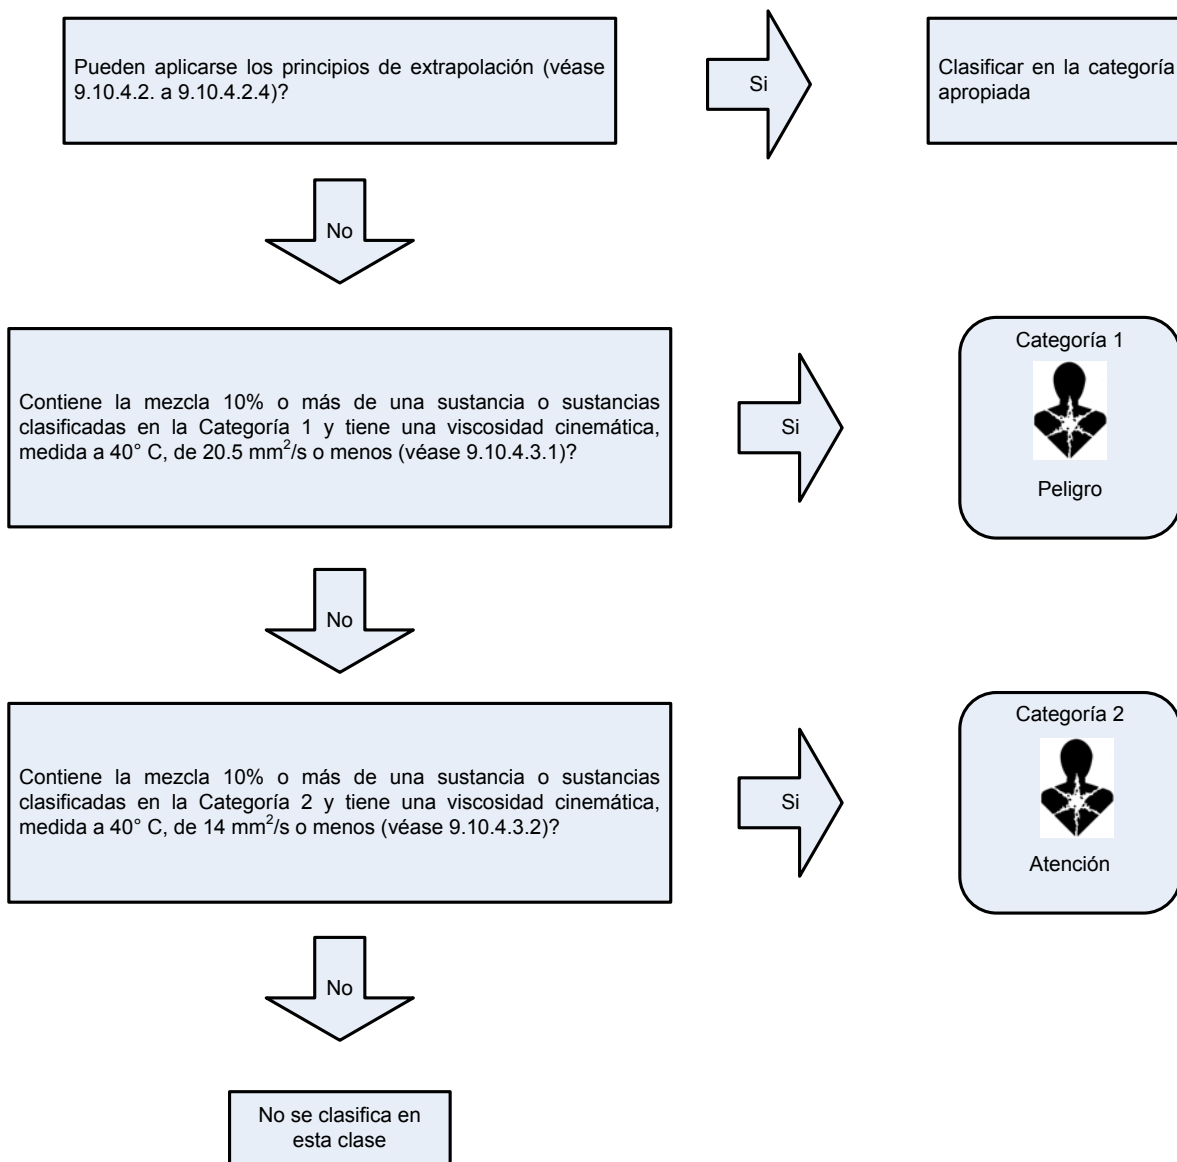 Pueden aplicarse los principios de extrapolación (véase
9.10.4.2. a 9.10.4.2.4)?
Si
Clasificar en la categoría
apropiada
No
Contiene la mezcla 10% o más de una sustancia o sustancias
clasificadas en la Categoría 1 y tiene una viscosidad cinemática,
medida a 40° C, de 20.5 mm²/s o menos (véase 9.10.4.3.1)?
Si
Categoría 1
Peligro
No
Contiene la mezcla 10% o más de una sustancia o sustancias
clasificadas en la Categoría 2 y tiene una viscosidad cinemática,
medida a 40° C, de 14 mm²/s o menos (véase 9.10.4.3.2)?
Si
Categoría 2
Atención
No
No se clasifica en
esta clase